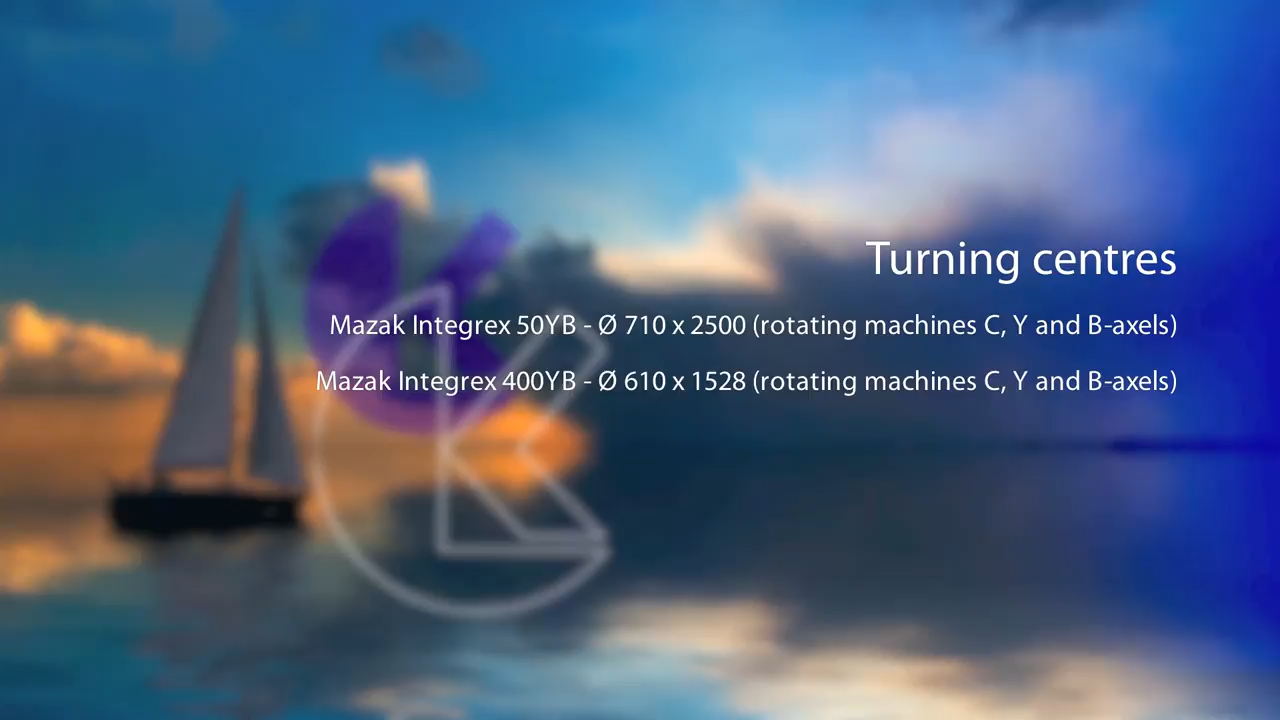 Turning centres
Mazak Integrex 50YB - Ø 710 x 2500 (rotating machines C, Y and B-axels)
Mazak Integrex 400YB - Ø 610 x 1528 (rotating machines C, Y and B-axels)